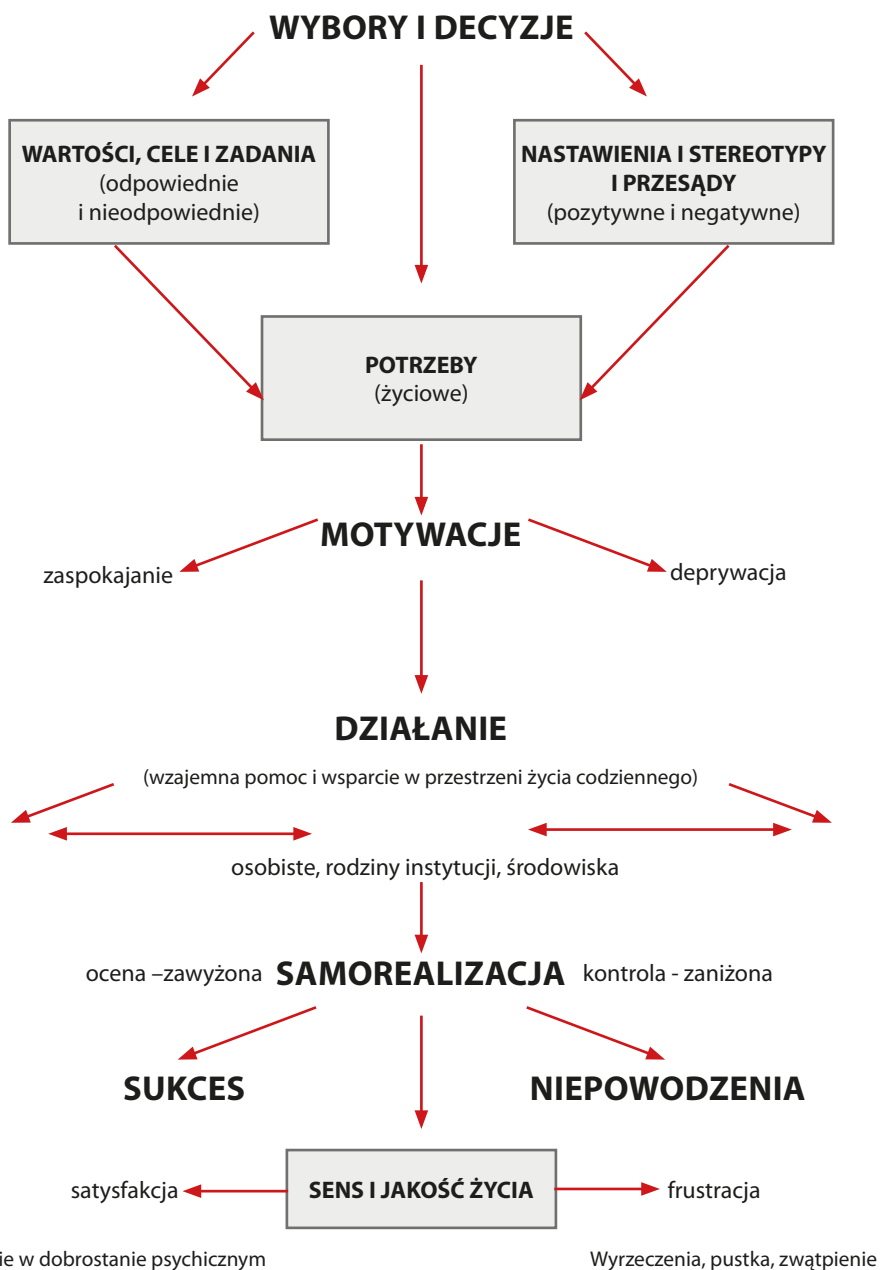 WYBORY I DECYZJE
WARTOŚCI, CELE I ZADANIA
(odpowiednie
i nieodpowiednie)
NASTAWIENIA I STEREOTYPY
I PRZESĄDY
(pozytywne i negatywne)
POTRZEBY
(życiowe)
MOTYWACJE
zaspokajanie
deprywacja
DZIAŁANIE
(wzajemna pomoc i wsparcie w przestrzeni życia codziennego)
osobiste, rodziny instytucji, środowiska
ocena –zawyżona SAMOREALIZACJA kontrola - zaniżona
SUKCES
NIEPOWODZENIA
satysfakcja
SENS I JAKOŚĆ ŻYCIA
frustracja
ie w dobrostanie psychicznym
Wyrzeczenia, pustka, zwątpienie